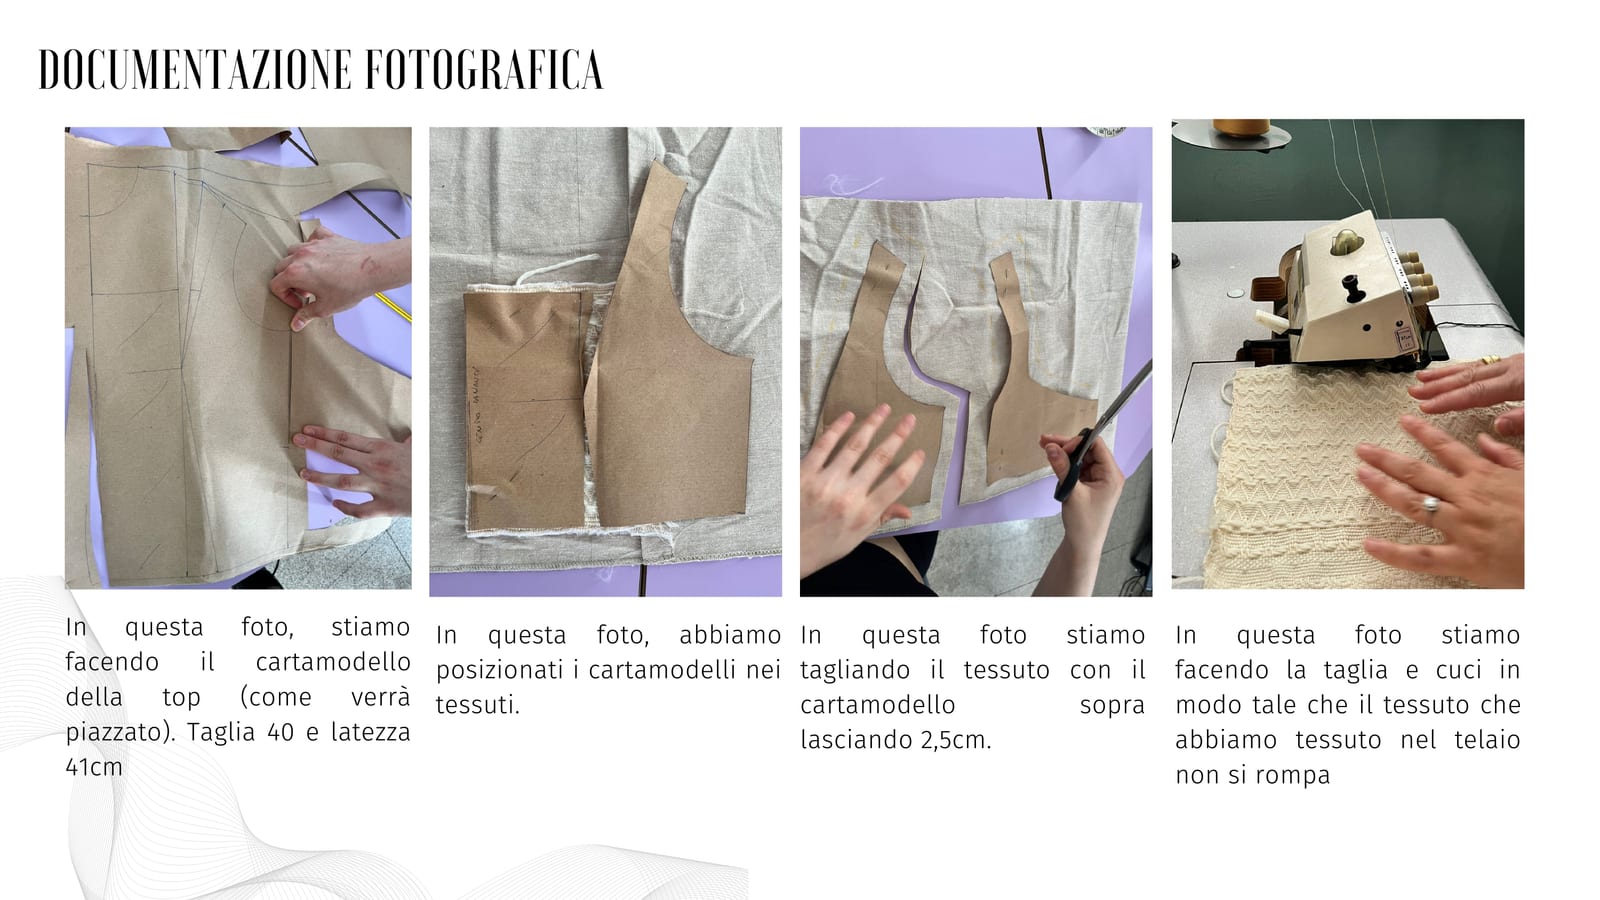 DOCUMENTAZIONE FOTOGRAFICA
In questa foto, stiamo
facendo il cartamodello
della top (come verrà
piazzato). Taglia 40 e latezza
41cm
In questa foto, abbiamo
posizionati i cartamodelli nei
tessuti.
In questa foto stiamo
tagliando il tessuto con il
cartamodello sopra
lasciando 2,5cm.
In questa foto stiamo
facendo la taglia e cuci in
modo tale che il tessuto che
abbiamo tessuto nel telaio
non si rompa